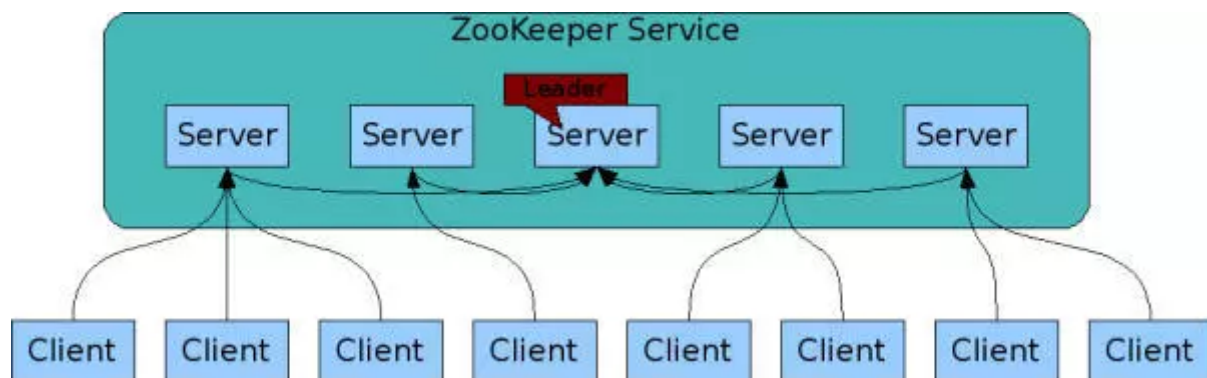 ZooKeeper Service
Leader
Server
Server
Server
Server
Server
Client
Client
Client
Client
Client
Client
Client
Client